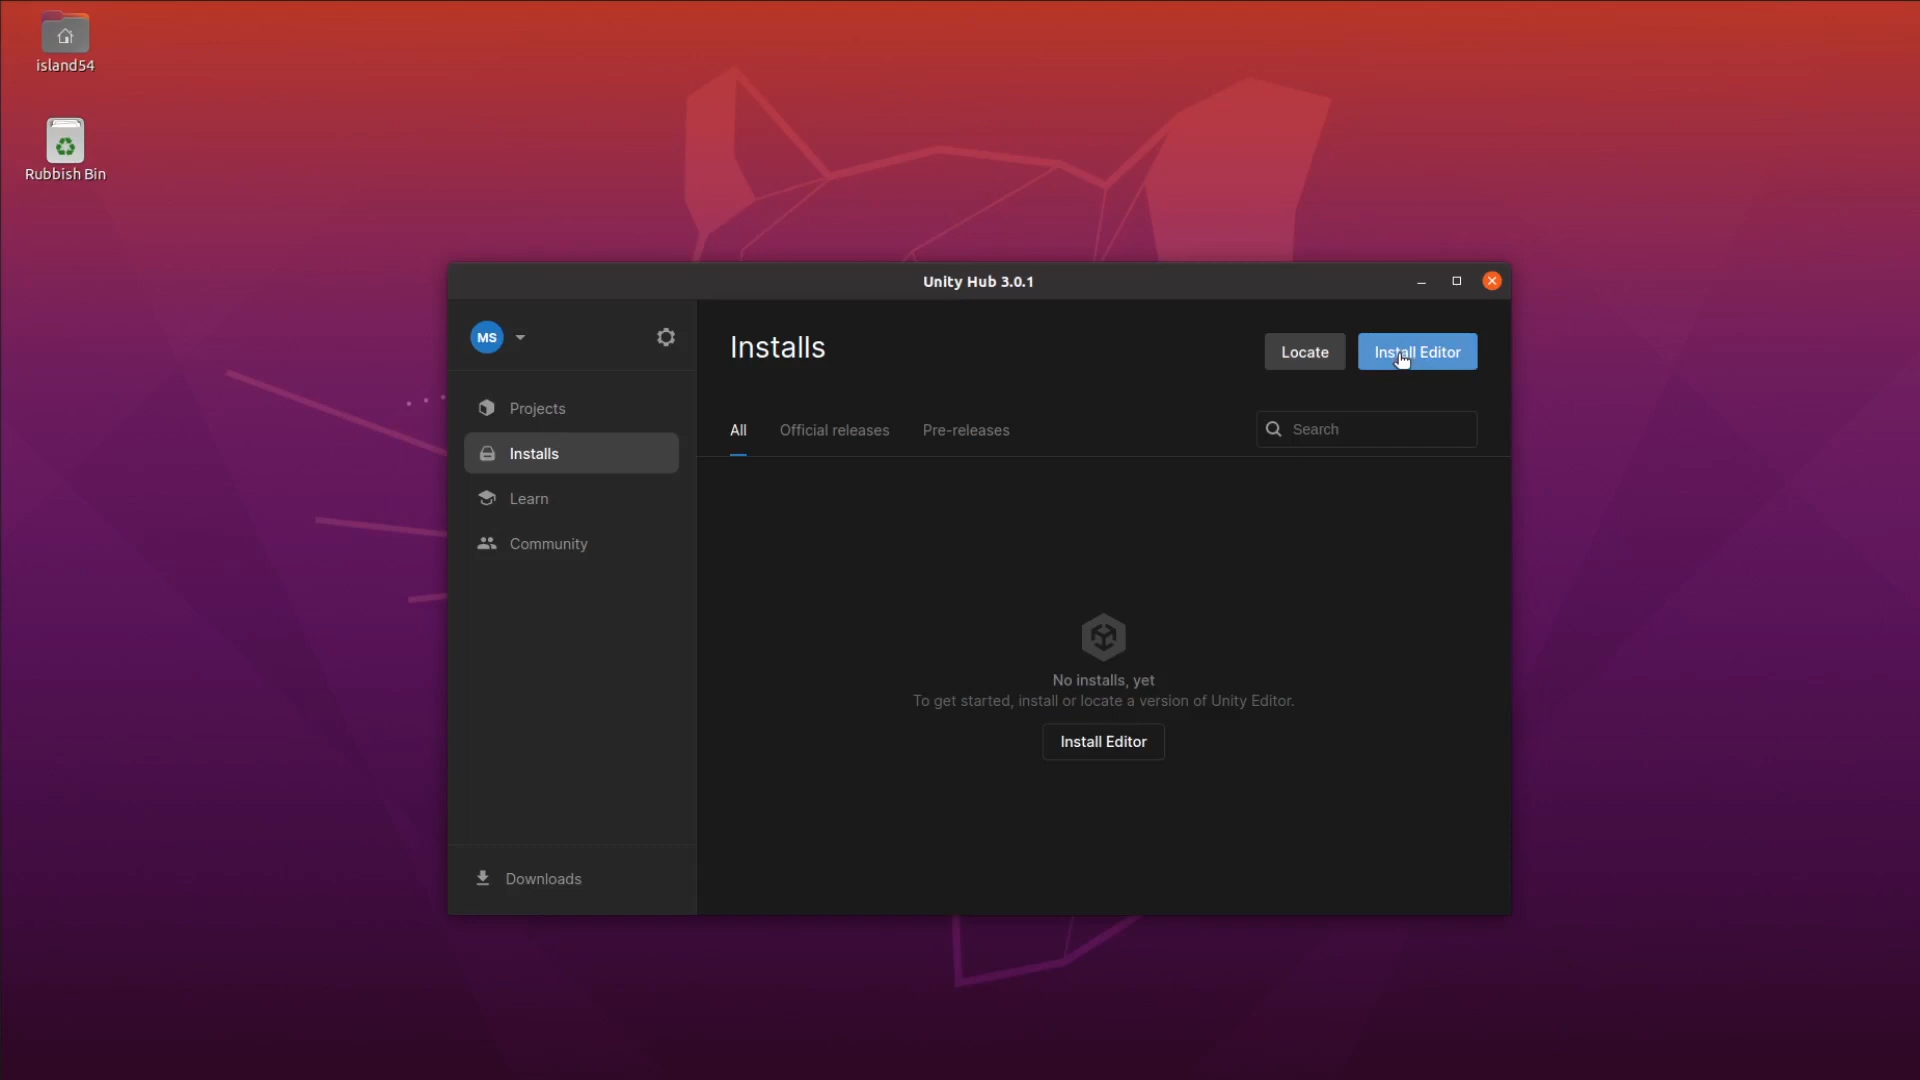 island54
Rubbish Bin
Unity Hub 3.0.1
MS
Projects
Installs
Learn
Community
Downloads
Installs
Locate
Install Editor
All
Official releases
Pre-releases
Search
No installs, yet
To get started, install or locate a version of Unity Editor.
Install Editor